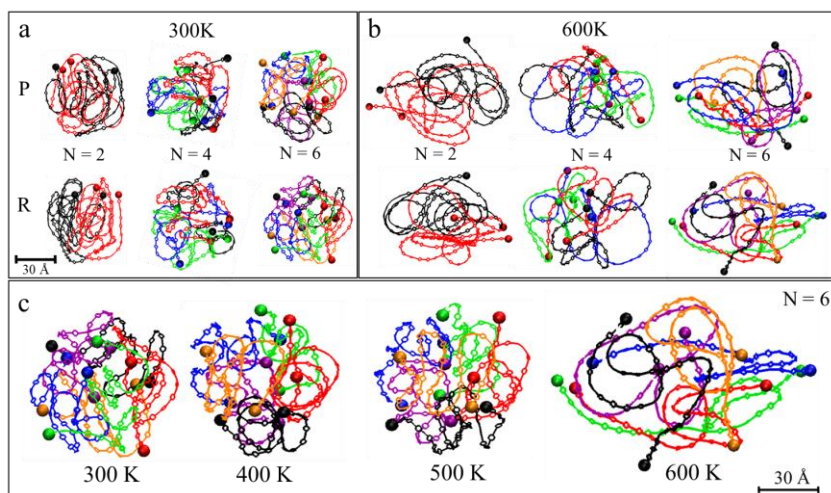 a
300K
P
N = 2
N = 4
N = 6
R
30 Å
b
600K
N = 2
N = 4
N = 6
c
N = 6
300 K
400 K
500 K
600 K
30 Å